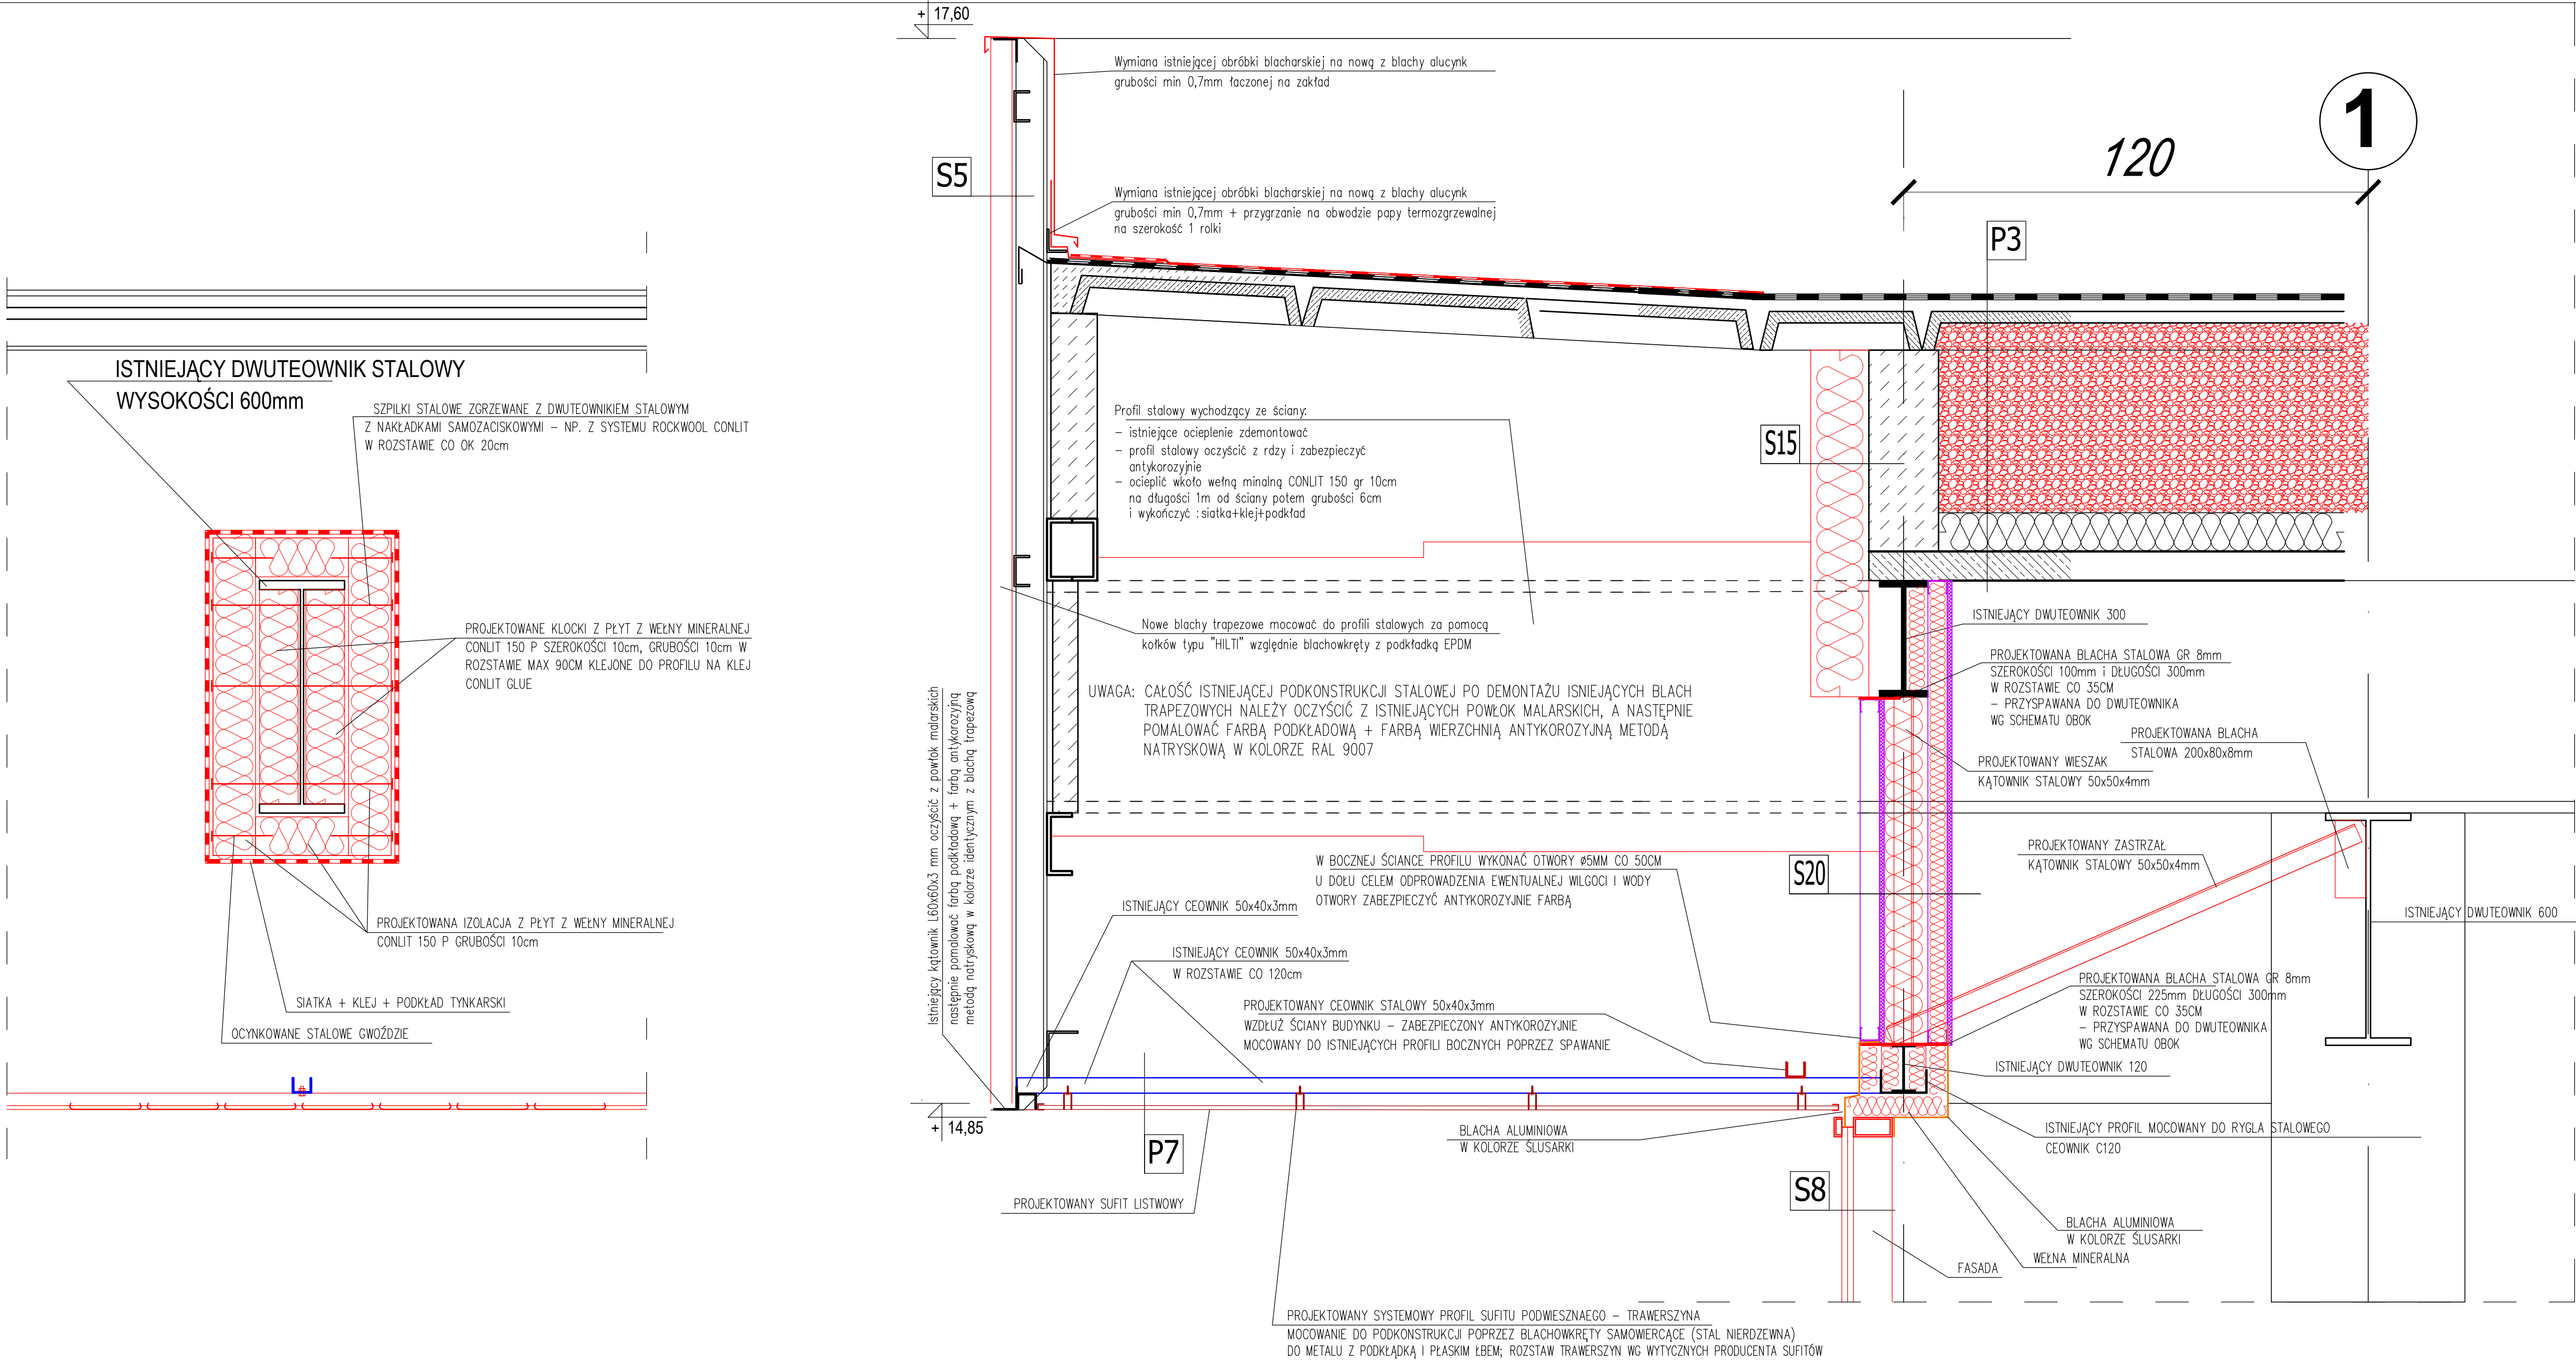 + 17,60
Wymiana istniejącej obróbki blacharskiej na nową z blachy alucynk
grubości min 0,7mm łaczonej na zakład
1
120
S5
Wymiana istniejącej obróbki blacharskiej na nową z blachy alucynk
grubości min 0,7mm + przygrzanie na obwodzie papy termozgrzewalnej
na szerokość 1 rolki
P3
ISTNIEJĄCY DWUTEOWNIK STALOWY
WYSOKOŚCI 600mm
SZPILKI STALOWE ZGRZEWANE Z DWUTEOWNIKIEM STALOWYM
Z NAKŁADKAMI SAMOZACISKOWYMI – NP. Z SYSTEMU ROCKWOOL CONLIT
W ROZSTAWIE CO OK 20cm
Profil stalowy wychodzący ze ściany:
– istniejące ocieplenie zdemontować
– profil stalowy oczyścić z rdzy i zabezpieczyć
antykorozyjnie
– ocieplić wkoło wełną minalną CONLIT 150 gr 10cm
na długości 1m od ściany potem grubości 6cm
i wykończyć :siatka+klej+podkład
S15
PROJEKTOWANE KLOCKI Z PŁYT Z WEŁNY MINERALNEJ
CONLIT 150 P SZEROKOŚCI 10cm, GRUBOŚCI 10cm W
ROZSTAWIE MAX 90CM KLEJONE DO PROFILU NA KLEJ
CONLIT GLUE
Nowe blachy trapezowe mocować do profili stalowych za pomocą
kołków typu "HILTI" względnie blachowkręty z podkładką EPDM
ISTNIEJĄCY DWUTEOWNIK 300
PROJEKTOWANA BLACHA STALOWA GR 8mm
SZEROKOŚCI 100mm i DŁUGOŚCI 300mm
W ROZSTAWIE CO 35CM
– PRZYSPAWANA DO DWUTEOWNIKA
WG SCHEMATU OBOK
UWAGA: CAŁOŚĆ ISTNIEJĄCEJ PODKONSTRUKCJI STALOWEJ PO DEMONTAŻU ISNIEJĄCYCH BLACH
TRAPEZOWYCH NALEŻY OCZYŚCIĆ Z ISTNIEJĄCYCH POWŁOK MALARSKICH, A NASTĘPNIE
POMALOWAĆ FARBĄ PODKŁADOWĄ + FARBĄ WIERZCHNIĄ ANTYKOROZYJNĄ METODĄ
NATRYSKOWĄ W KOLORZE RAL 9007
PROJEKTOWANA BLACHA
STALOWA 200x80x8mm
PROJEKTOWANY WIESZAK
KĄTOWNIK STALOWY 50x50x4mm
Istniejący kątownik L60x60x3 mm oczyścić z powłok malarskich
następnie pomalować farbą podkładową + farbą antykorozyjną
metodą natryskową w kolorze identycznym z blachą trapezową
PROJEKTOWANY ZASTRZAŁ
KĄTOWNIK STALOWY 50x50x4mm
W BOCZNEJ ŚCIANCE PROFILU WYKONAĆ OTWORY ø5MM CO 50CM
U DOŁU CELEM ODPROWADZENIA EWENTUALNEJ WILGOCI I WODY
OTWORY ZABEZPIECZYĆ ANTYKOROZYJNIE FARBĄ
S20
ISTNIEJĄCY CEOWNIK 50x40x3mm
ISTNIEJĄCY DWUTEOWNIK 600
PROJEKTOWANA IZOLACJA Z PŁYT Z WEŁNY MINERALNEJ
CONLIT 150 P GRUBOŚCI 10cm
ISTNIEJĄCY CEOWNIK 50x40x3mm
W ROZSTAWIE CO 120cm
PROJEKTOWANA BLACHA STALOWA GR 8mm
SZEROKOŚCI 225mm DŁUGOŚCI 300mm
W ROZSTAWIE CO 35CM
– PRZYSPAWANA DO DWUTEOWNIKA
WG SCHEMATU OBOK
SIATKA + KLEJ + PODKŁAD TYNKARSKI
OCYNKOWANE STALOWE GWOŹDZIE
PROJEKTOWANY CEOWNIK STALOWY 50x40x3mm
WZDŁUŻ ŚCIANY BUDYNKU – ZABEZPIECZONY ANTYKOROZYJNIE
MOCOWANY DO ISTNIEJĄCYCH PROFILI BOCZNYCH POPRZEZ SPAWANIE
ISTNIEJĄCY DWUTEOWNIK 120
+ 14,85
BLACHA ALUMINIOWA
W KOLORZE ŚLUSARKI
ISTNIEJĄCY PROFIL MOCOWANY DO RYGLA STALOWEGO
CEOWNIK C120
P7
S8
PROJEKTOWANY SUFIT LISTWOWY
BLACHA ALUMINIOWA
W KOLORZE ŚLUSARKI
WEŁNA MINERALNA
FASADA
PROJEKTOWANY SYSTEMOWY PROFIL SUFITU PODWIESZNAEGO – TRAWERSZYNA
MOCOWANIE DO PODKONSTRUKCJI POPRZEZ BLACHOWKRĘTY SAMOWIERCĄCE (STAL NIERDZEWNA)
DO METALU Z PODKŁĄDKĄ I PŁASKIM ŁBEM; ROZSTAW TRAWERSZYN WG WYTYCZNYCH PRODUCENTA SUFITÓW